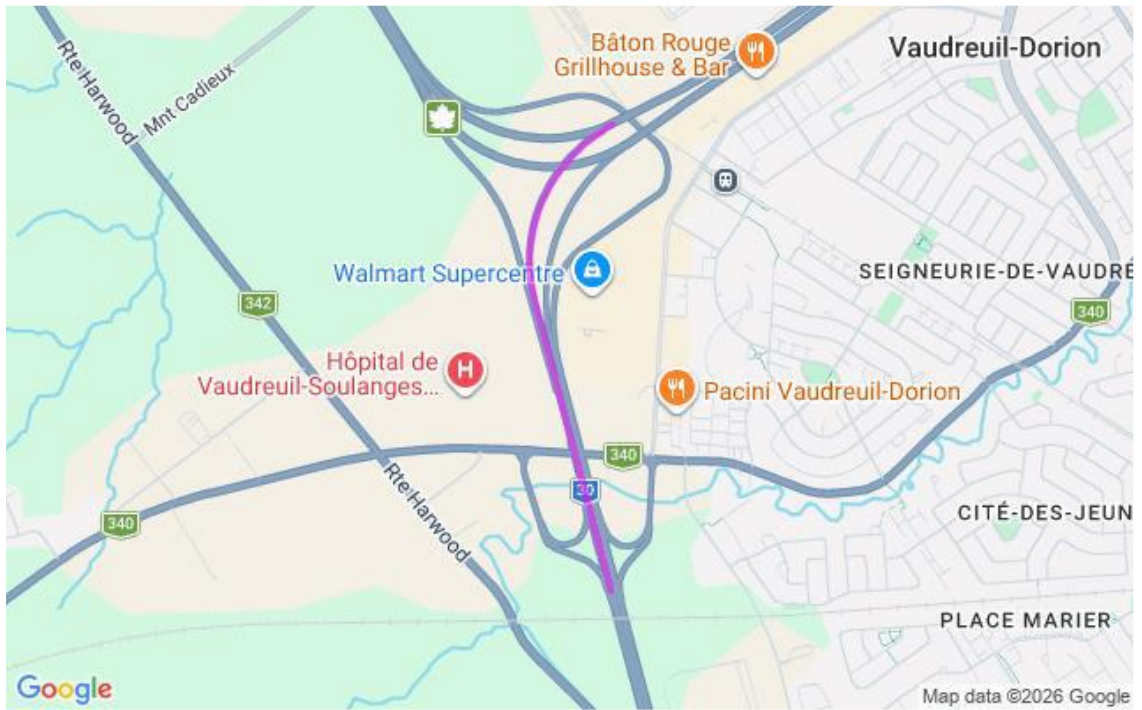 Bâton Rouge
Grillhouse & Bar
Vaudreuil-Dorion
Rte Harwood
Mnt Cadieux
Walmart Supercentre
SEIGNEURIE-DE-VAUDRÉ
342
340
Hôpital de
Vaudreuil-Soulanges...
H
Pacini Vaudreuil-Dorion
340
30
Rte Harwood
340
CITÉ-DES-JEUN
PLACE MARIER
Google
Map data ©2026 Google